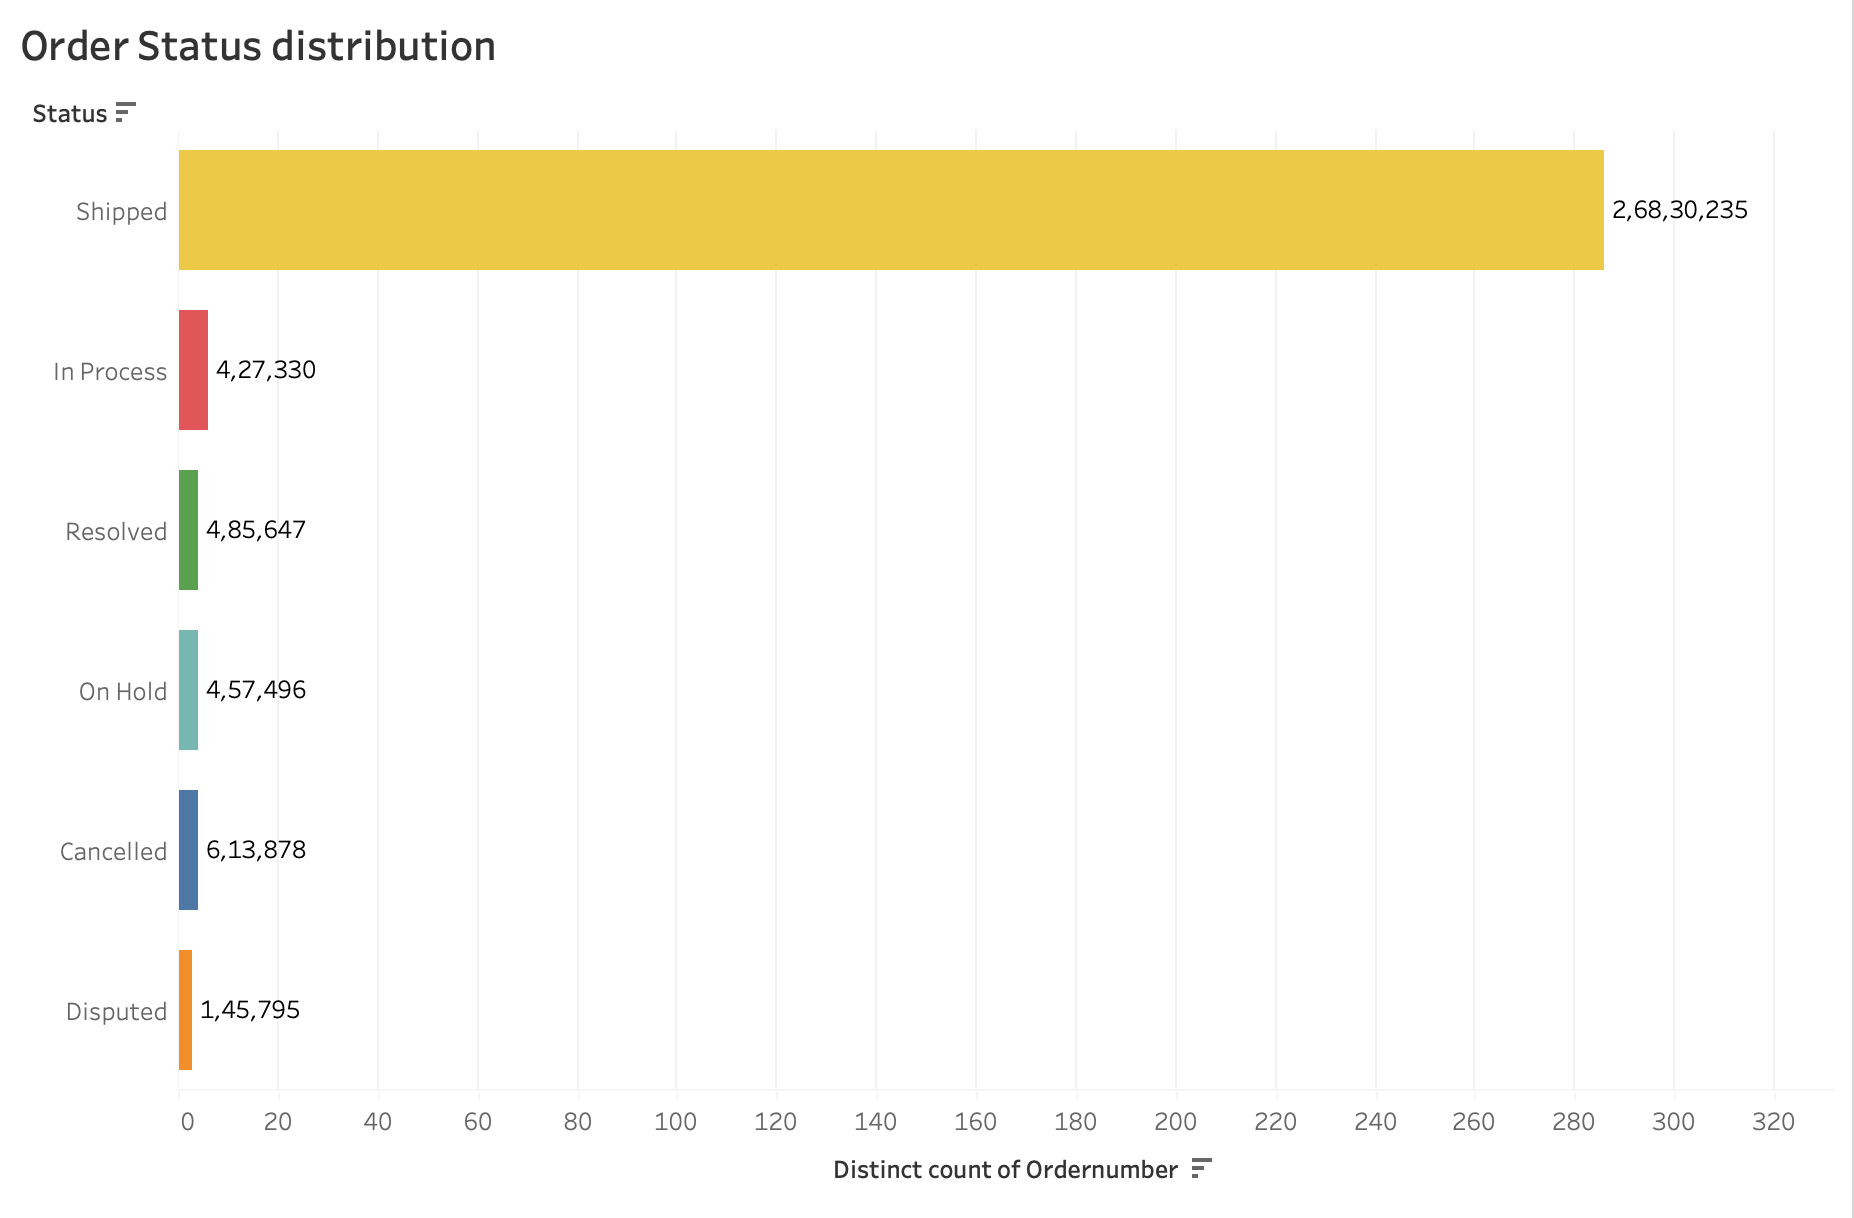 Order Status distribution
Status
Shipped 2,68,30,235
In Process 4,27,330
Resolved 4,85,647
On Hold 4,57,496
Cancelled 6,13,878
Disputed 1,45,795
0 20 40 60 80 100 120 140 160 180 200 220 240 260 280 300 320
Distinct count of Ordernumber